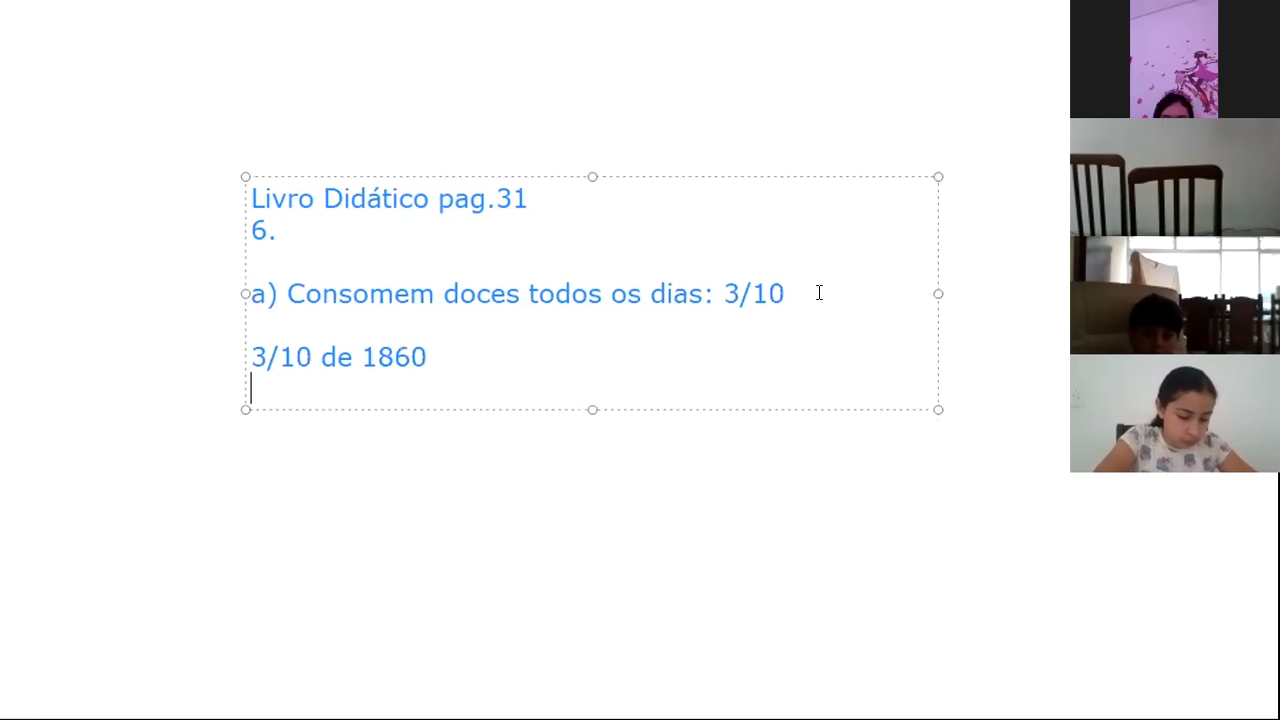 Livro Didático pag.31
6.
a) Consomem doces todos os dias: 3/10
3/10 de 1860